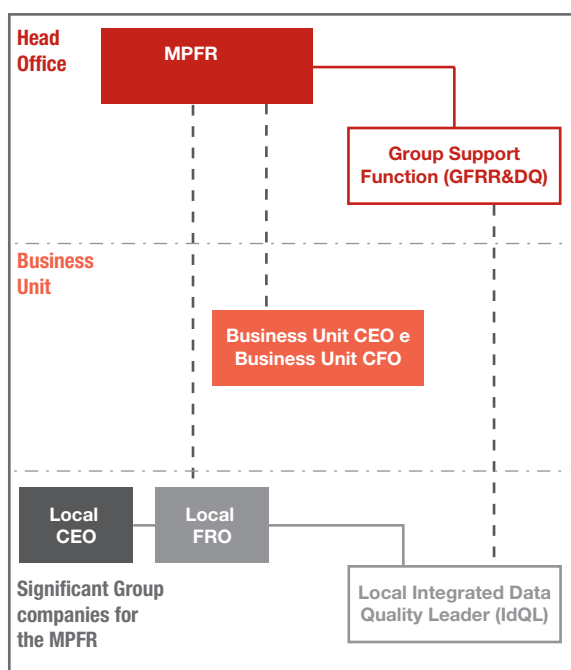 Head
Office
MPFR
Group Support
Function (GFRR&DQ)
Business
Unit
Business Unit CEO e
Business Unit CFO
Local
CEO
Local
FRO
Significant Group
companies for
the MPFR
Local Integrated Data
Quality Leader (IdQL)